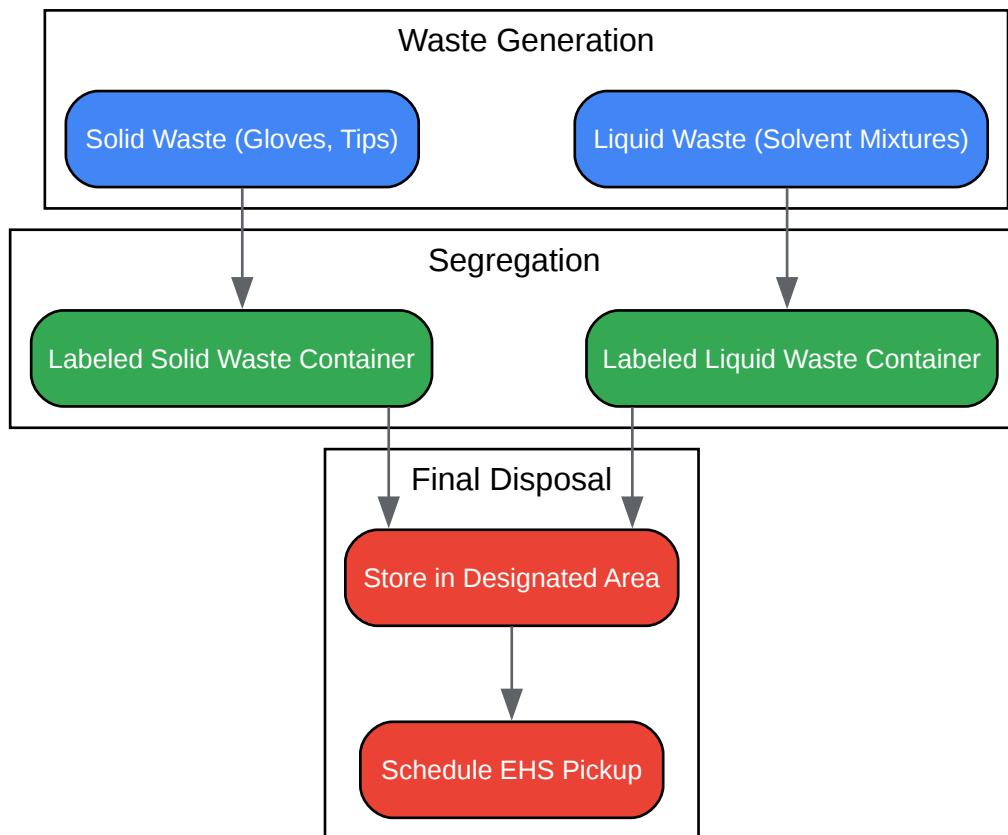 Waste Generation
Solid Waste (Gloves, Tips)
Liquid Waste (Solvent Mixtures)
Segregation
Labeled Solid Waste Container
Labeled Liquid Waste Container
Final Disposal
Store in Designated Area
Schedule EHS Pickup